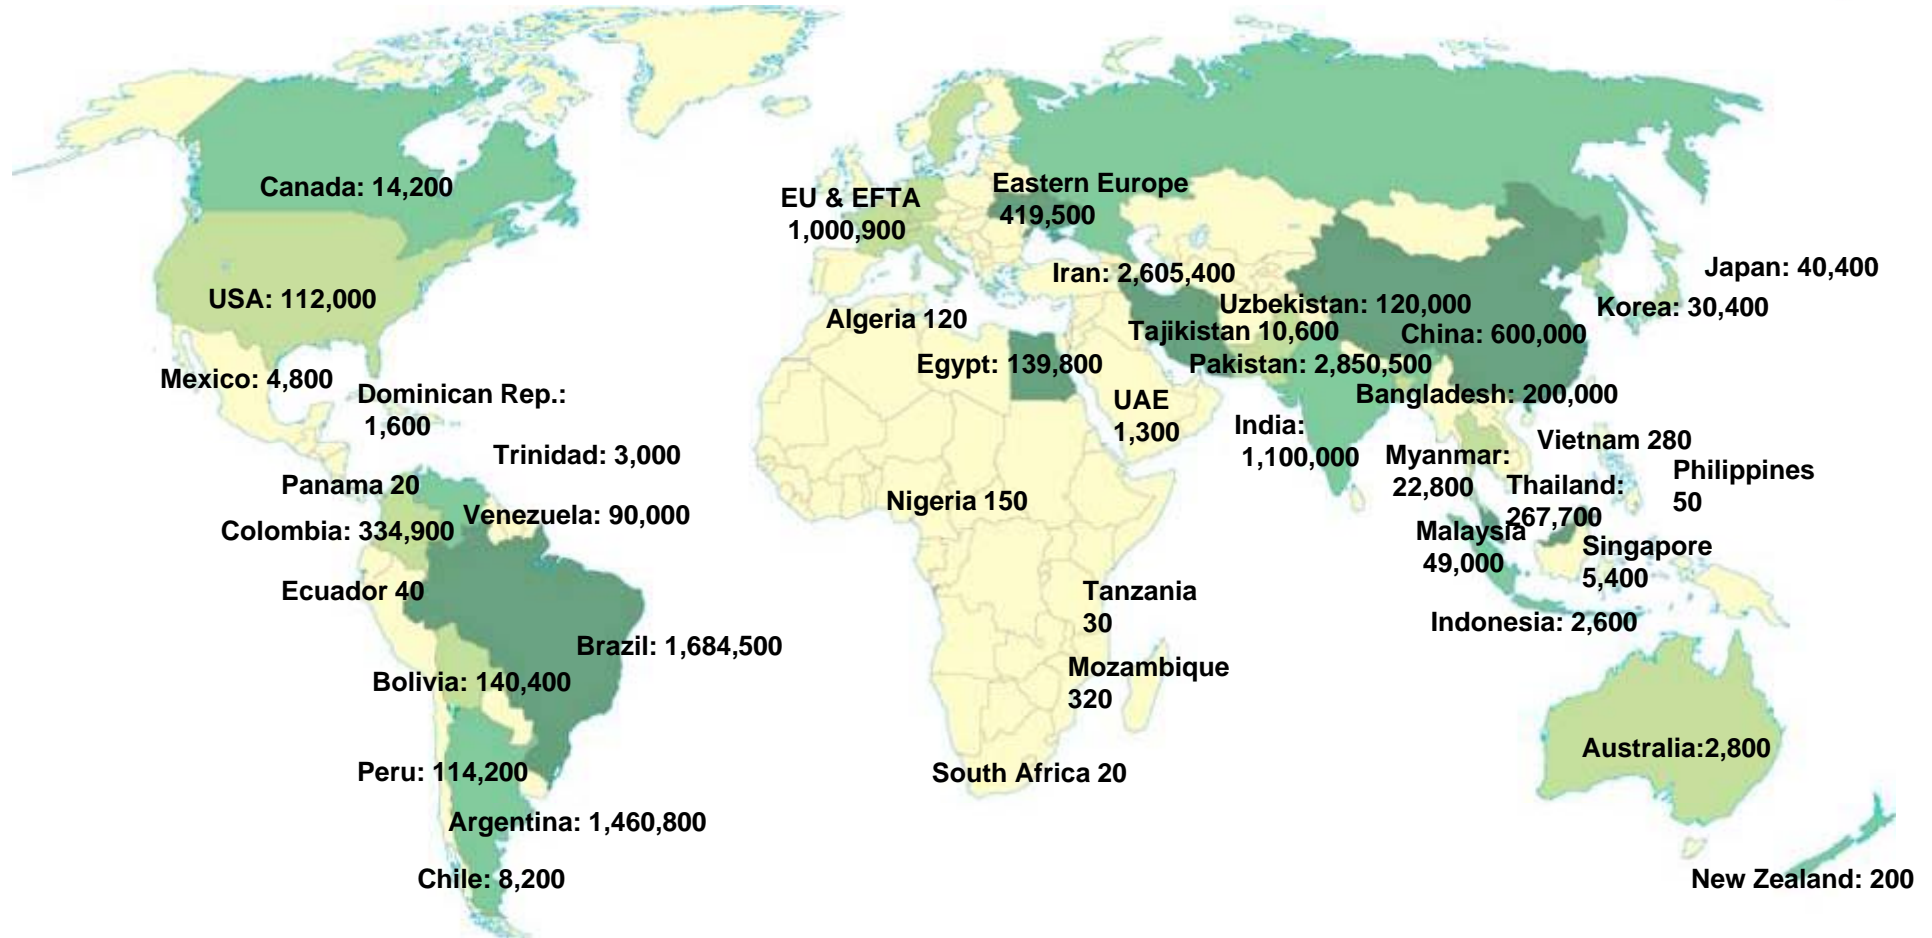 Canada: 14,200
USA: 112,000
Mexico: 4,800
Dominican Rep.:
1,600
Trinidad: 3,000
Panama 20
Venezuela: 90,000
Colombia: 334,900
Ecuador 40
Brazil: 1,684,500
Bolivia: 140,400
Peru: 114,200
Argentina: 1,460,800
Chile: 8,200
EU & EFTA
1,000,900
Eastern Europe
419,500
Iran: 2,605,400
Uzbekistan: 120,000
Tajikistan 10,600
China: 600,000
Korea: 30,400
Japan: 40,400
Algeria 120
Egypt: 139,800
Pakistan: 2,850,500
Bangladesh: 200,000
UAE
1,300
India:
1,100,000
Myanmar:
22,800
Vietnam 280
Thailand:
267,700
Philippines
50
Malaysia
49,000
Singapore
5,400
Indonesia: 2,600
Nigeria 150
Tanzania
30
Mozambique
320
South Africa 20
Australia:2,800
New Zealand: 200